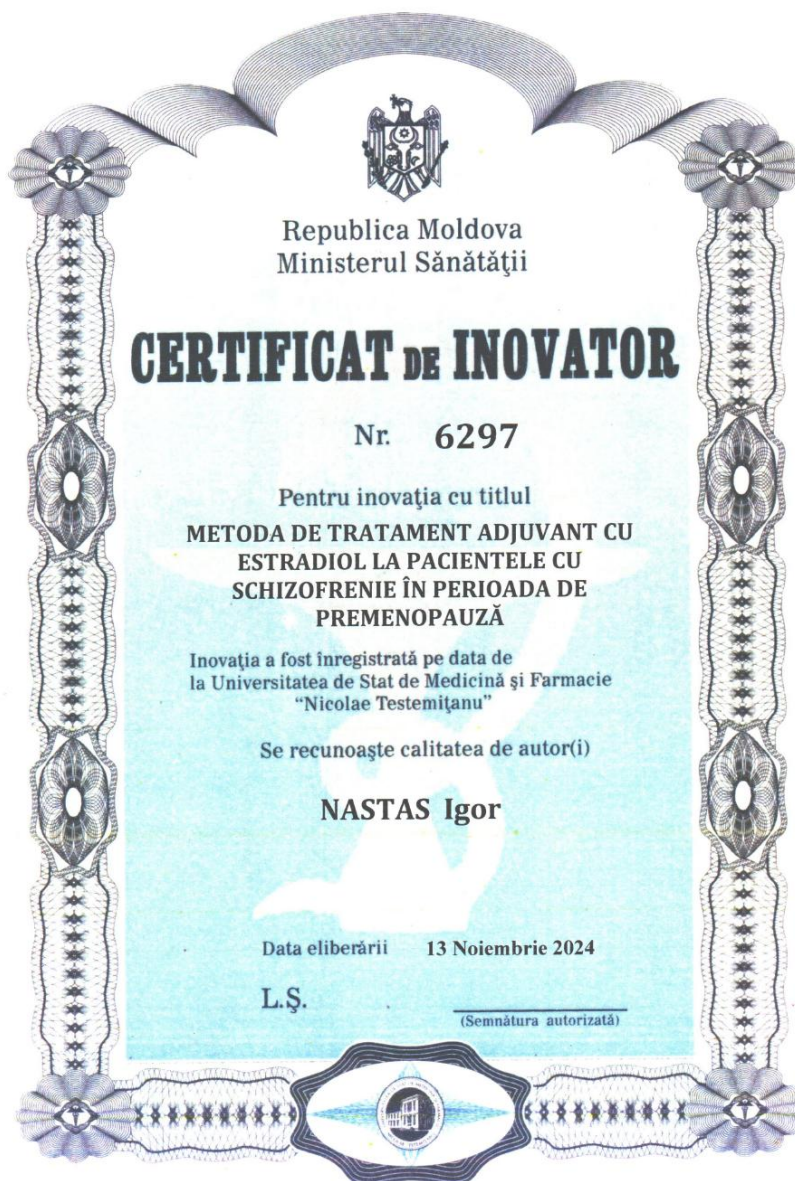 Republica Moldova
Ministerul Sănătăţii
CERTIFICAT DE INOVATOR
Nr. 6297
Pentru inovaţia cu titlul
METODA DE TRATAMENT ADJUVANT CU
ESTRADIOL LA PACIENTELE CU
SCHIZOFRENIE ÎN PERIOADA DE
PREMENOPAUZĂ
Inovaţia a fost înregistrată pe data de
la Universitatea de Stat de Medicină şi Farmacie
“Nicolae Testemiţanu”
Se recunoaşte calitatea de autor(i)
NASTAS Igor
Data eliberării 13 Noiembrie 2024
L.Ş.
(Semnătura autorizată)